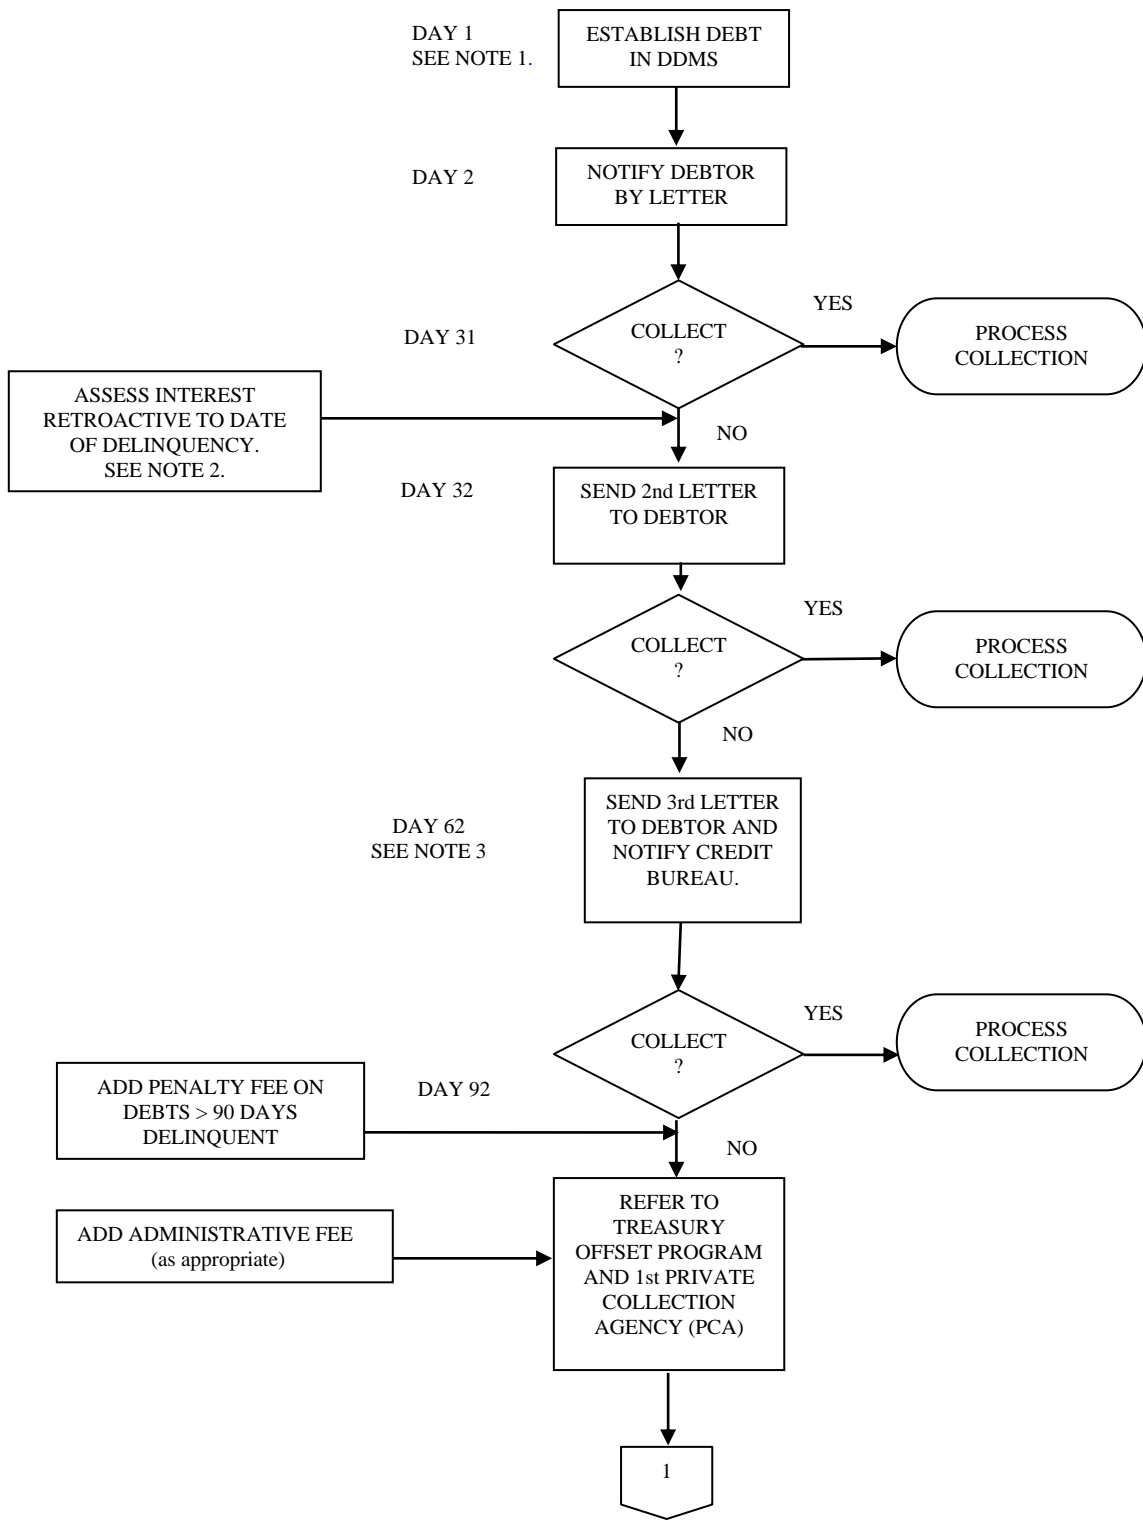 DAY 1
SEE NOTE 1.
ESTABLISH DEBT
IN DDMS
DAY 2
NOTIFY DEBTOR
BY LETTER
DAY 31
COLLECT
?
YES
PROCESS
COLLECTION
ASSESS INTEREST
RETROACTIVE TO DATE
OF DELINQUENCY.
SEE NOTE 2.
NO
DAY 32
SEND 2nd LETTER
TO DEBTOR
COLLECT
?
YES
PROCESS
COLLECTION
NO
DAY 62
SEE NOTE 3
SEND 3rd LETTER
TO DEBTOR AND
NOTIFY CREDIT
BUREAU.
COLLECT
?
YES
PROCESS
COLLECTION
ADD PENALTY FEE ON
DEBTS > 90 DAYS
DELINQUENT
DAY 92
NO
ADD ADMINISTRATIVE FEE
(as appropriate)
REFER TO
TREASURY
OFFSET PROGRAM
AND 1st PRIVATE
COLLECTION
AGENCY (PCA)
1